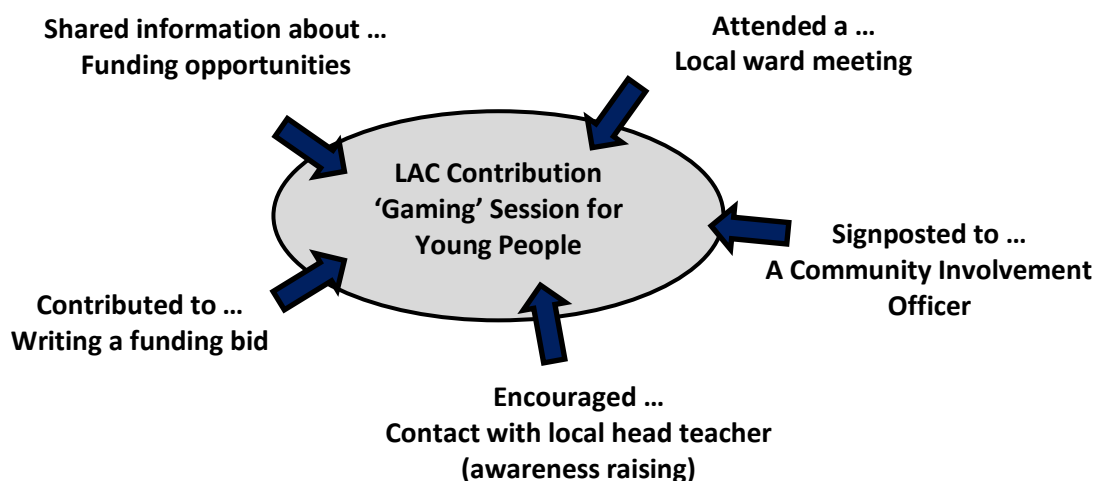 Shared information about …
Funding opportunities
Attended a …
Local ward meeting
LAC Contribution
‘Gaming’ Session for
Young People
Signposted to …
A Community Involvement
Officer
Contributed to …
Writing a funding bid
Encouraged …
Contact with local head teacher
(awareness raising)